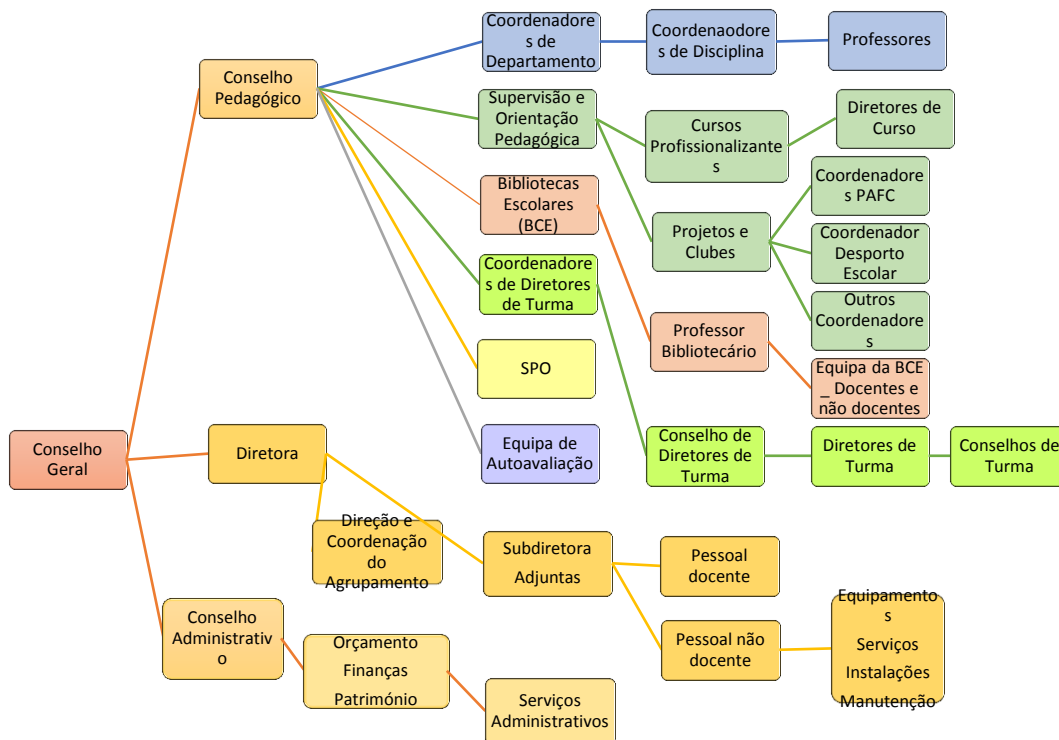 Coordenadore
s de
Departamento
Coordenaodore
s de Disciplina
Professores
Conselho
Pedagógico
Supervisão e
Orientação
Pedagógica
Cursos
Profissionalizante
s
Diretores de
Curso
Coordenadore
s PAFC
Bibliotecas
Escolares
(BCE)
Projetos e
Clubes
Coordenador
Desporto
Escolar
Coordenadore
s de Diretores
de Turma
Outros
Coordenadore
s
Professor
Bibliotecário
SPO
Equipa da BCE
_ Docentes e
não docentes
Conselho
Geral
Diretora
Equipa de
Autoavaliação
Conselho de
Diretores de
Turma
Diretores de
Turma
Conselhos de
Turma
Direção e
Coordenação
do
Agrupamento
Subdiretora
Adjuntas
Pessoal
docente
Conselho
Administrativ
o
Orçamento
Finanças
Património
Pessoal não
docente
Equipamento
s
Serviços
Instalações
Manutenção
Serviços
Administrativos